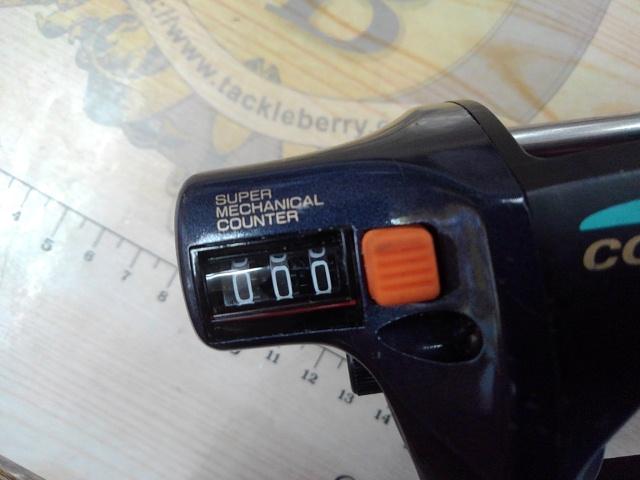 ://www.tackleberry.
B
SUPER
MECHANICAL
COUNTER
000
CO
4 5 6 7 8
11 12 13 14